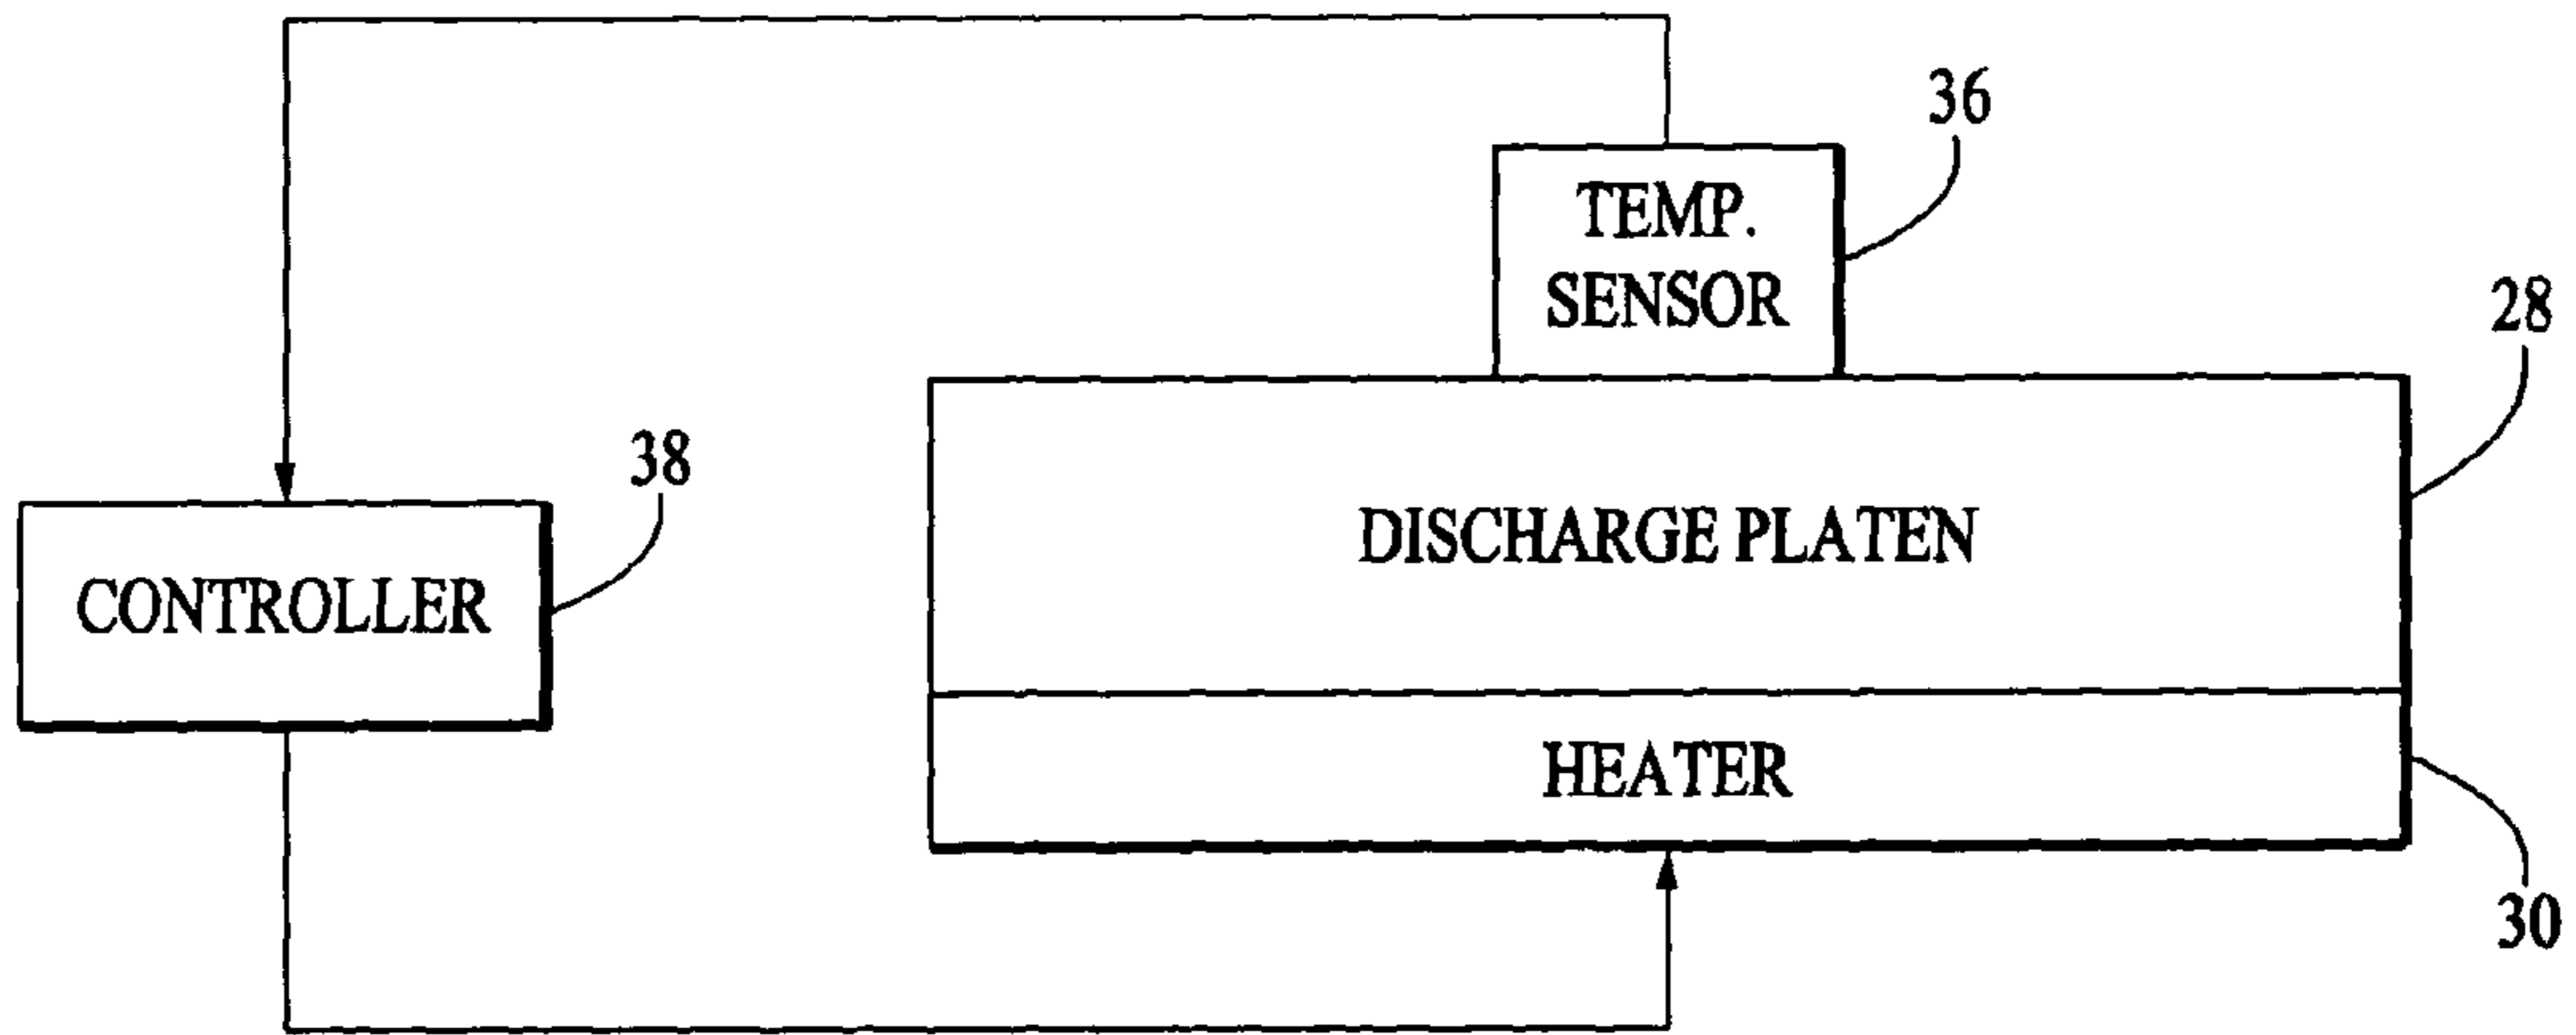 36
TEMP.
SENSOR
28
38
DISCHARGE PLATEN
CONTROLLER
HEATER
30